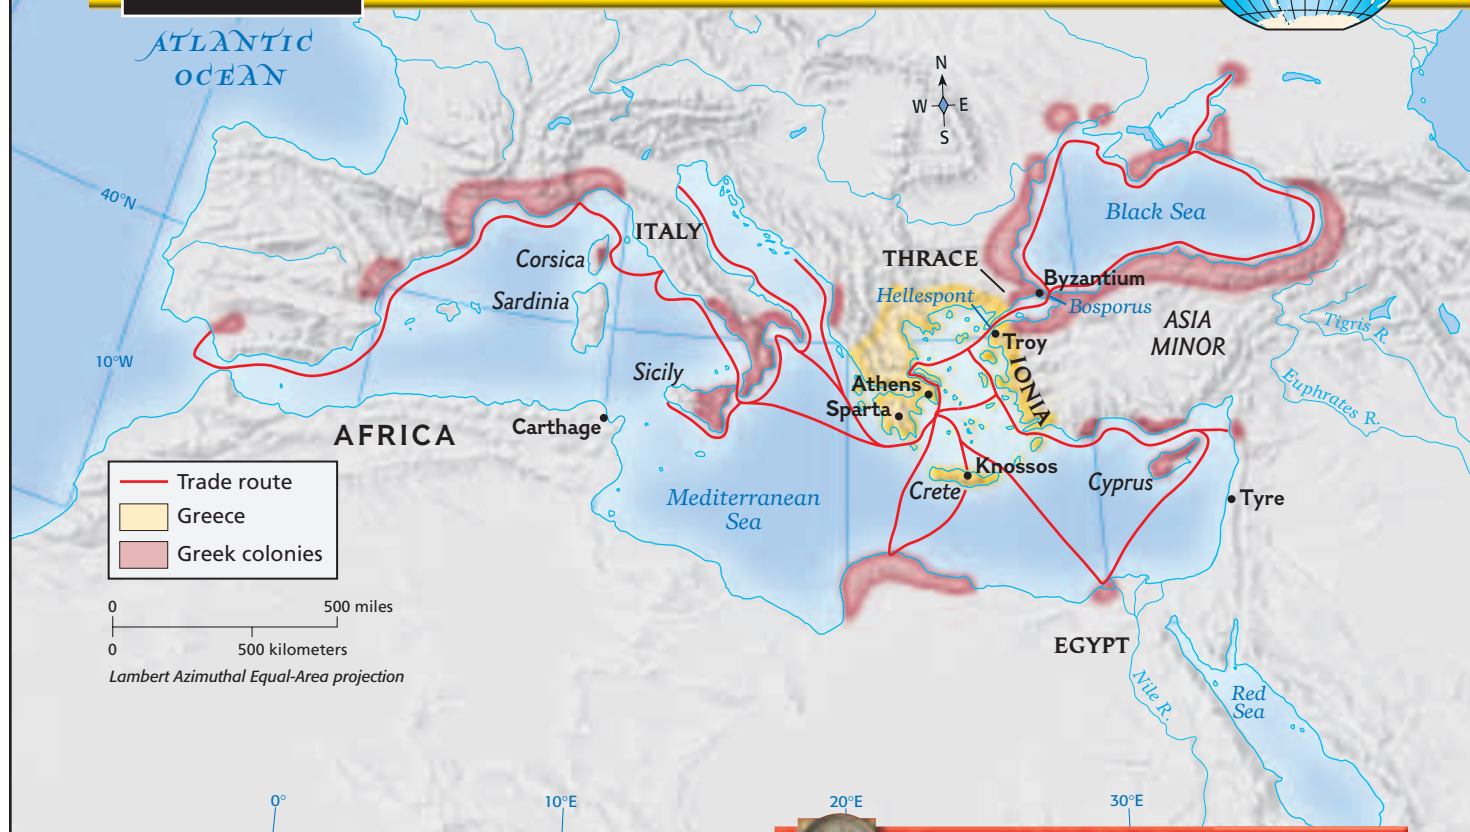 ATLANTIC
OCEAN
N
W E
S
40°N
Black Sea
ITALY
Corsica
THRACE
Byzantium
Hellespont
Bosporus
Sardinia
ASIA
MINOR
Tigris R.
Troy
10°W
Sicily
IONIA
Athens
Euphrates R.
Sparta
Carthage
AFRICA
Knossos
Crete
Cyprus
Mediterranean
Sea
Tyre
Trade route
Greece
Greek colonies
0 500 miles
0 500 kilometers
Lambert Azimuthal Equal-Area projection
EGYPT
Nile R.
Red
Sea
0° 10°E 20°E 30°E